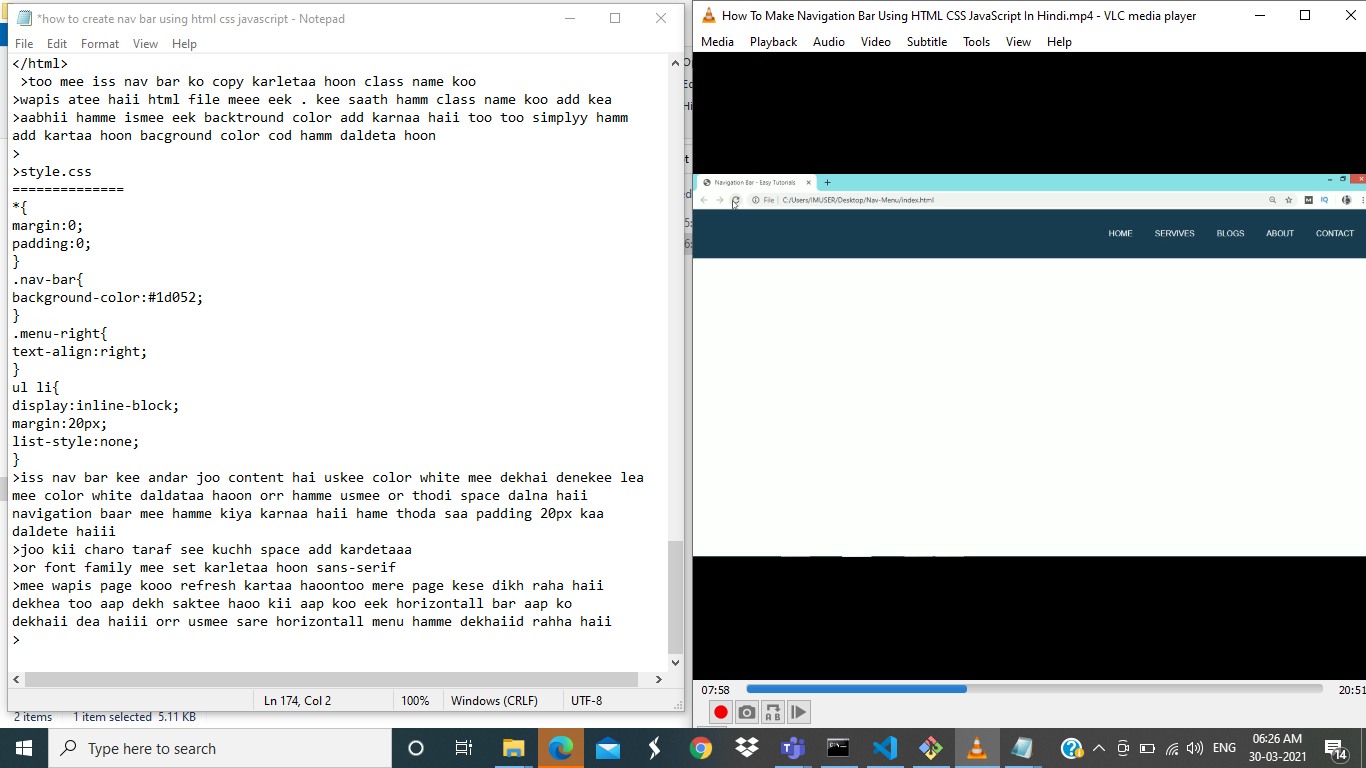 *how to create nav bar using html css javascript - Notepad
File Edit Format View Help
</html>
 >too mee iss nav bar ko copy karletaa hoon class name koo
>wapis atee haii html file meee eek . kee saath hamm class name koo add kea
>aabhii hamme ismee eek backtround color add karnaa haii too too simplyy hamm
add kartaa hoon bacground color cod hamm daldeta hoon
>
>style.css
==============
*{
margin:0;
padding:0;
}
.nav-bar{
background-color:#1d052;
}
.menu-right{
text-align:right;
}
ul li{
display:inline-block;
margin:20px;
list-style:none;
}
>iss nav bar kee andar joo content hai uskee color white mee dekhai denekee lea
mee color white daldataa haoon orr hamme usmee or thodi space dalna haii
navigation baar mee hamme kiya karnaa haii hame thoda saa padding 20px kaa
daldete haiii
>joo kii charo taraf see kuchh space add kardetaaa
>or font family mee set karletaa hoon sans-serif
>mee wapis page kooo refresh kartaa haoontoo mere page kese dikh raha haii
dekhea too aap dekh saktee haoo kii aap koo eek horizontall bar aap ko
dekhaii dea haiii orr usmee sare horizontall menu hamme dekhaiid rahha haii
>
Ln 174, Col 2 100% Windows (CRLF) UTF-8
2 items 1 item selected 5.11 KB
How To Make Navigation Bar Using HTML CSS JavaScript In Hindi.mp4 - VLC media player
Media Playback Audio Video Subtitle Tools View Help
Navigation Bar - Easy Tutorials
File C:/Users/IMUSER/Desktop/Nav-Menu/index.html
HOME SERVIVES BLOGS ABOUT CONTACT
07:58 20:51
Type here to search
ENG
06:26 AM
30-03-2021
14